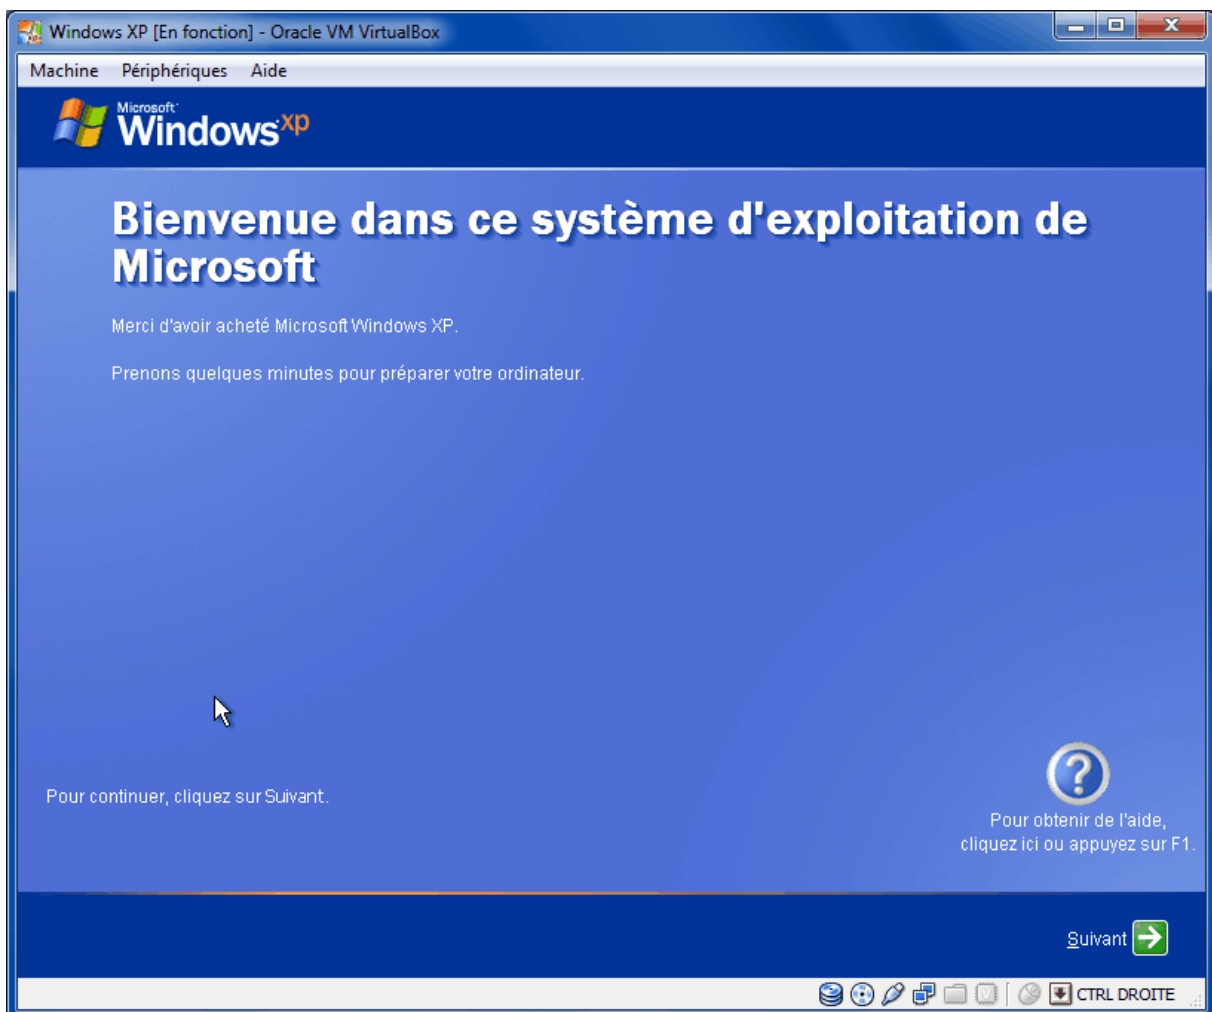 Windows XP [En fonction] - Oracle VM VirtualBox
Machine Périphériques Aide
Microsoft
Windows xp
Bienvenue dans ce système d'exploitation de
Microsoft
Merci d'avoir acheté Microsoft Windows XP.
Prenons quelques minutes pour préparer votre ordinateur.
Pour continuer, cliquez sur Suivant.
Pour obtenir de l'aide,
cliquez ici ou appuyez sur F1.
Suivant
CTRL DROITE